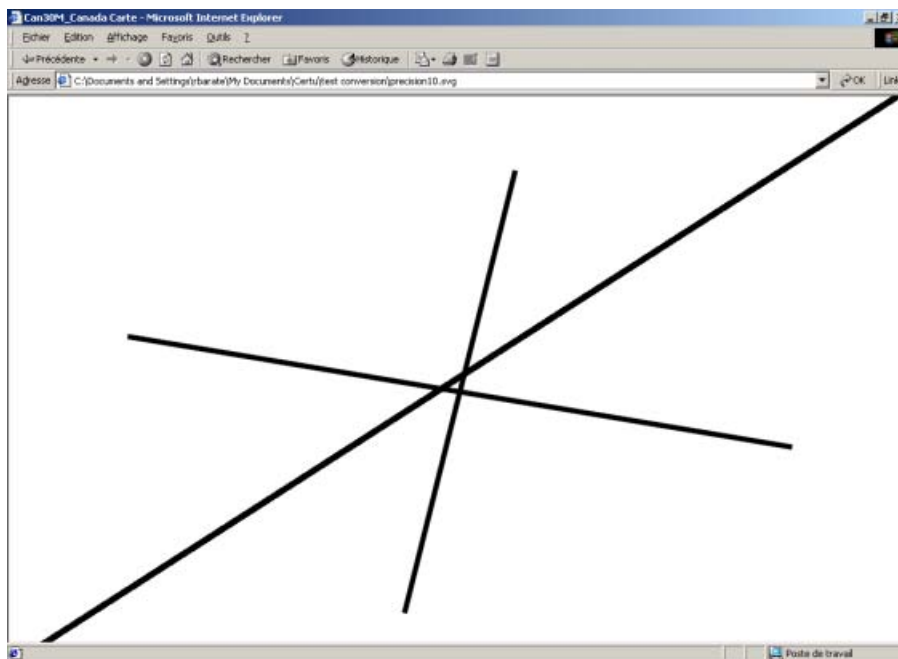 Can30M_Canada Carte - Microsoft Internet Explorer
Fichier Edition Affichage Favoris Outils ?
Précédente Rechercher Favoris Historique
Adresse C:\Documents and Settings\rbarate\My Documents\Certu\test conversion\precision10.svg OK Link
Poste de travail